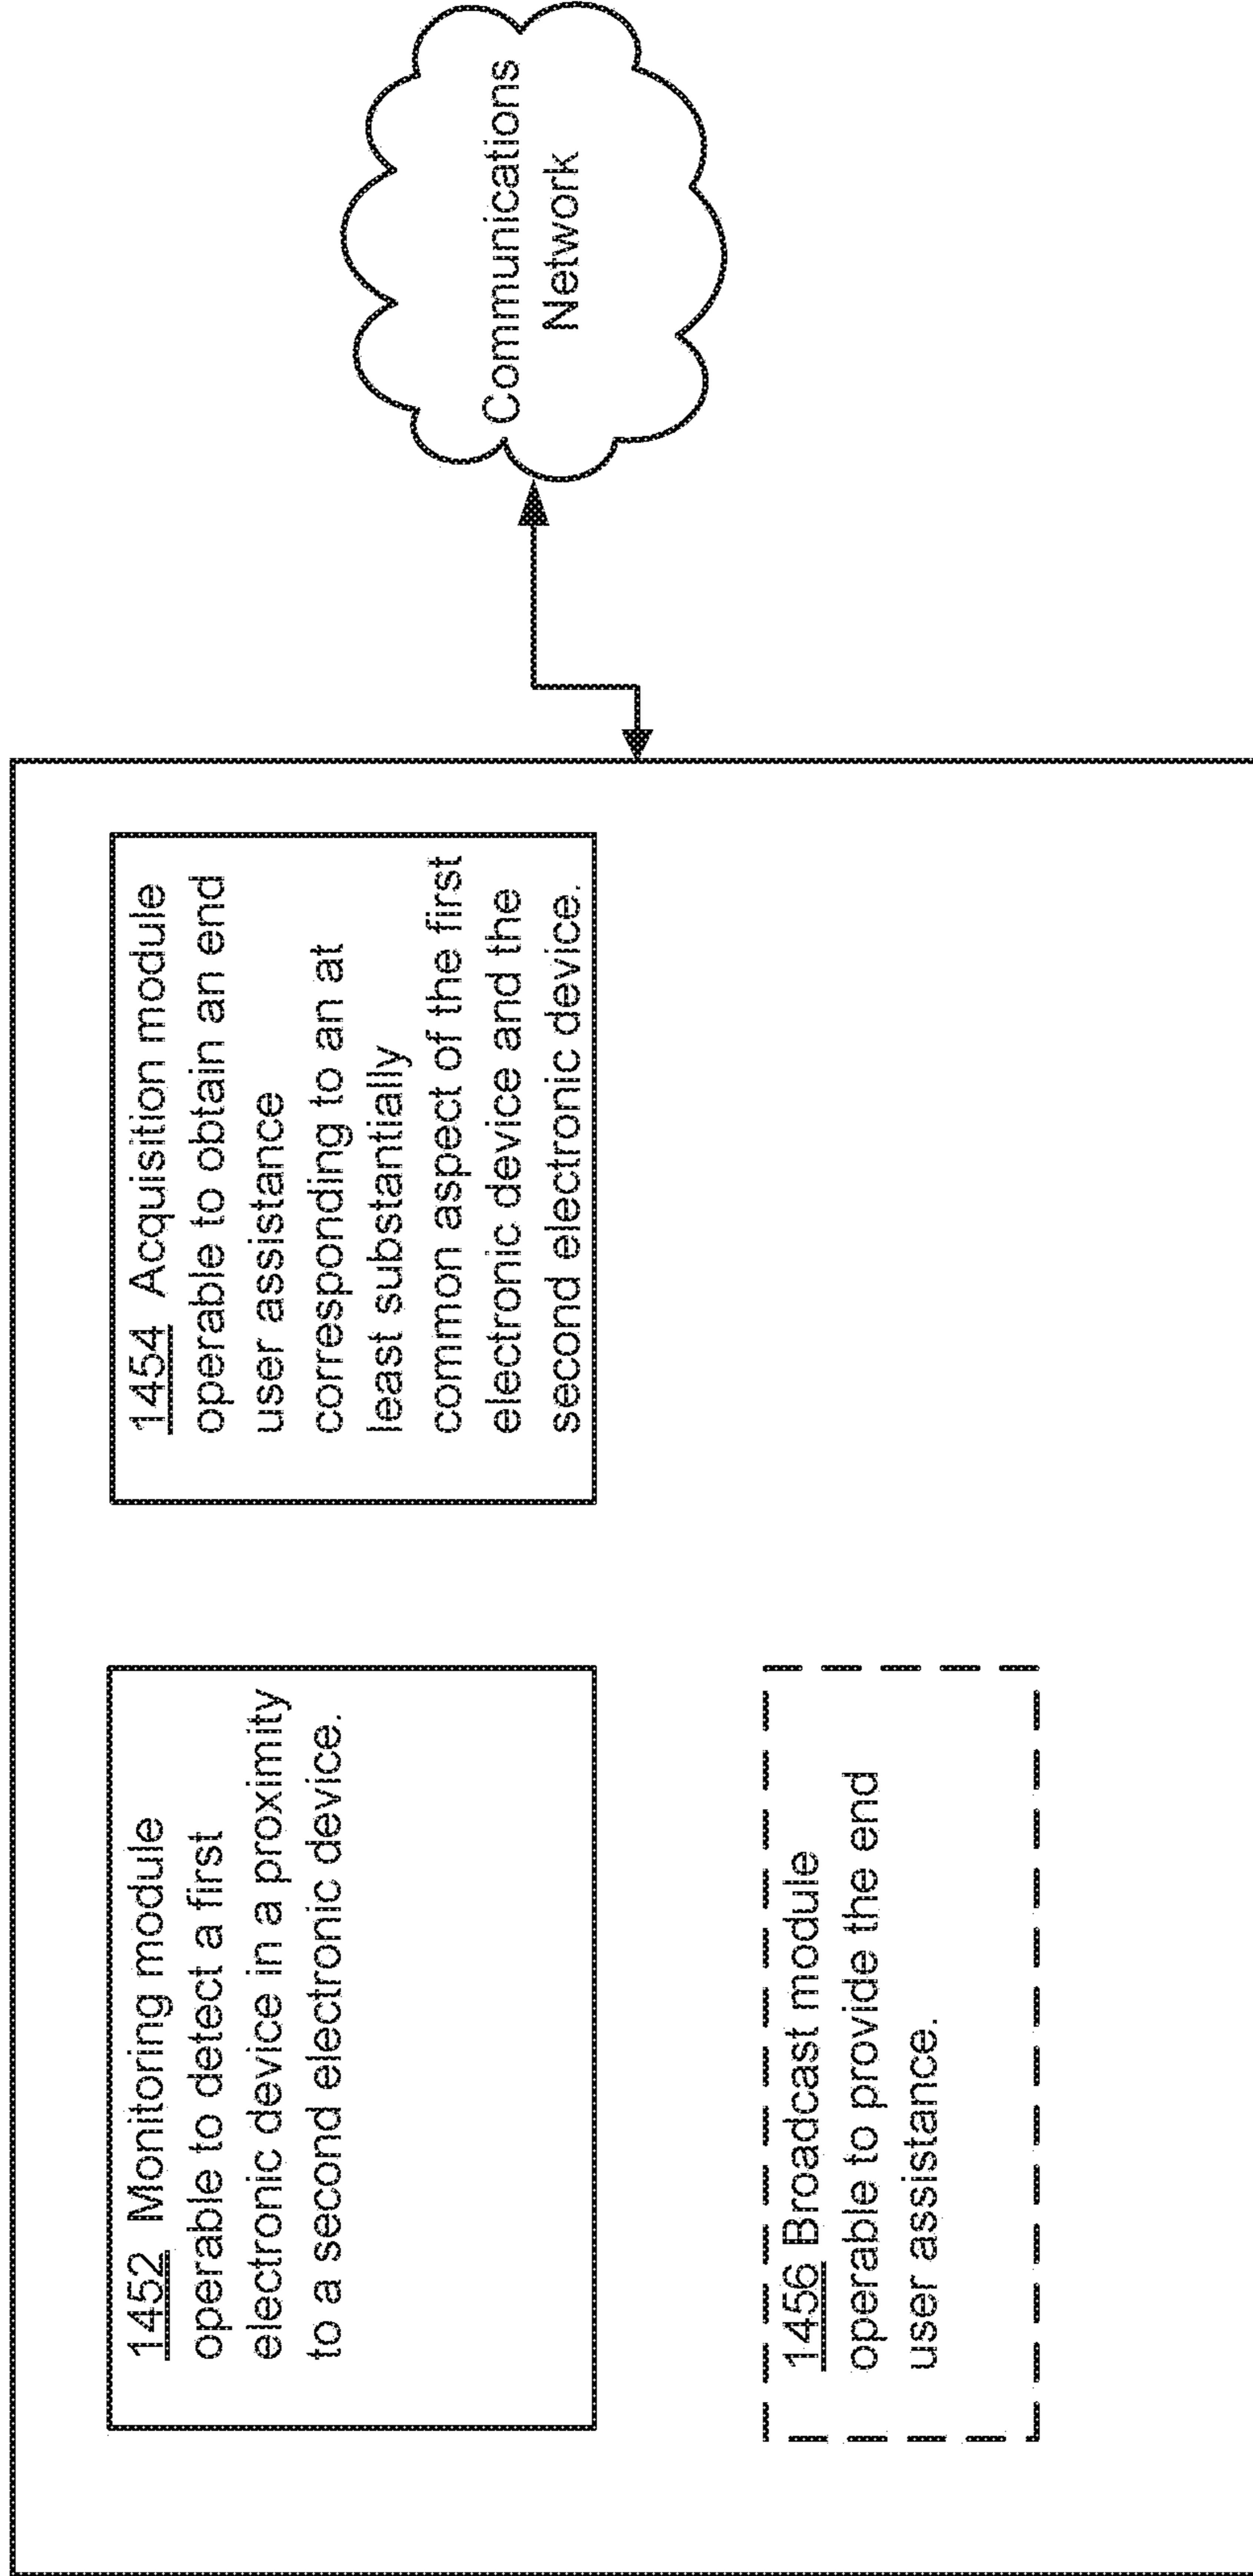 1452 Monitoring module
operable to detect a first
electronic device in a proximity
to a second electronic device.
1454 Acquisition module
operable to obtain an end
user assistance
corresponding to an at
least substantially
common aspect of the first
electronic device and the
second electronic device.
1456 Broadcast module
operable to provide the end
user assistance.
Communications
Network